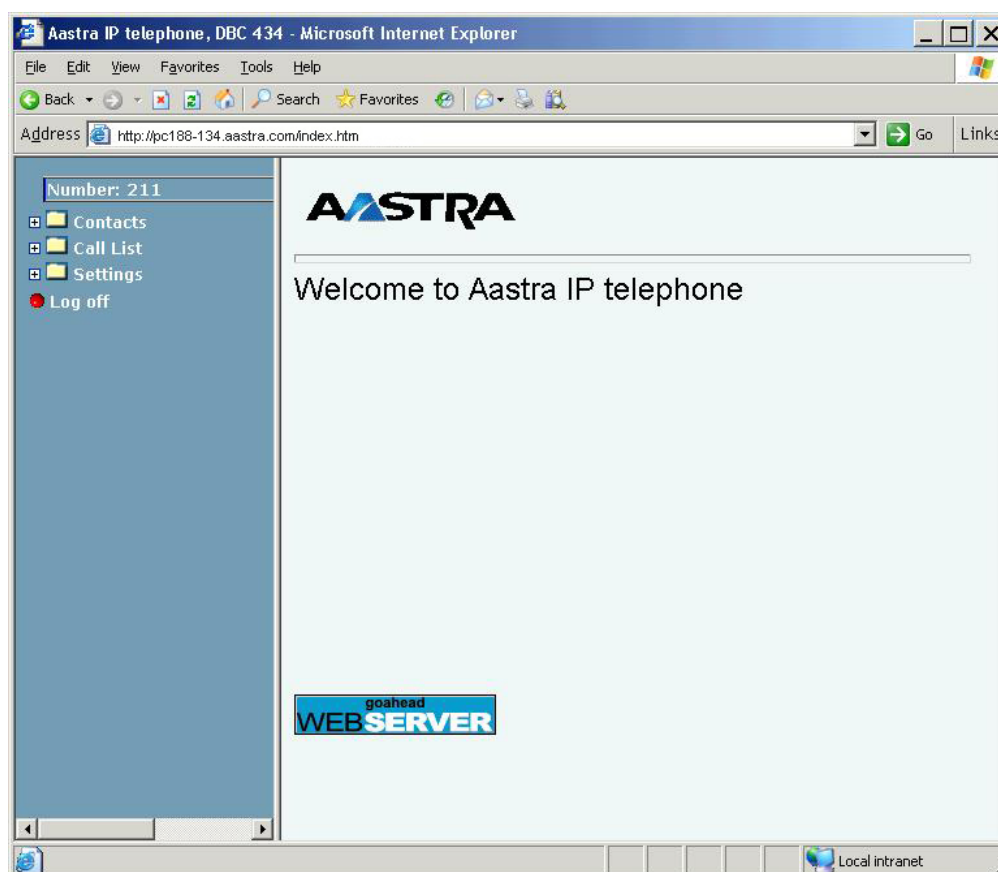 Aastra IP telephone, DBC 434 - Microsoft Internet Explorer
File Edit View Favorites Tools Help
Back Search Favorites
Address http://pc188-134.aastra.com/index.htm Go Links
Number: 211
Contacts
Call List
Settings
Log off
AASTRA
Welcome to Aastra IP telephone
goahead
WEBSERVER
Local intranet